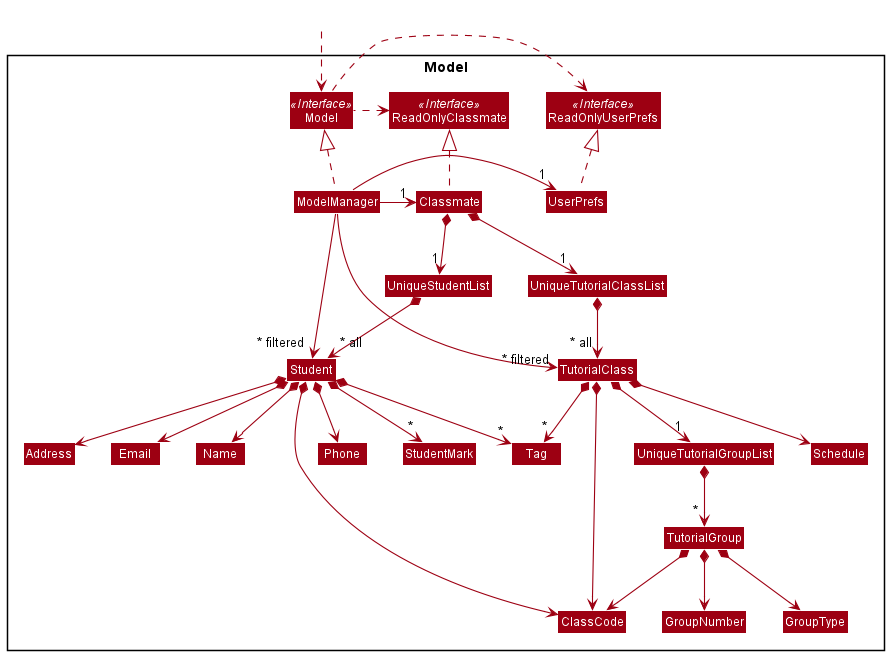 Model
«Interface» «Interface» «Interface»
Model ReadOnlyClassmate ReadOnlyUserPrefs
1
1
ModelManager Classmate UserPrefs
1 1
UniqueStudentList UniqueTutorialClassList
* filtered * all * all
* filtered
Student TutorialClass
* * * 1
Address Email Name Phone StudentMark Tag UniqueTutorialGroupList Schedule
*
TutorialGroup
ClassCode GroupNumber GroupType